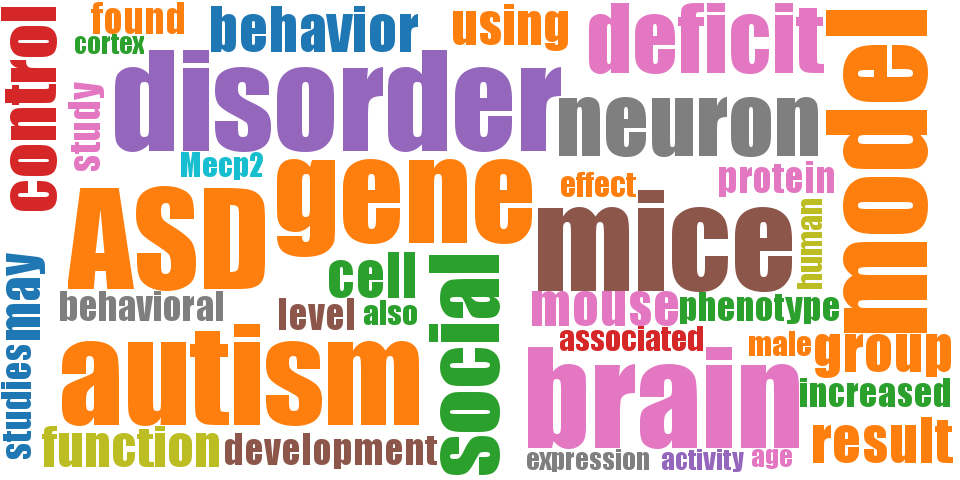 control
found
cortex
behavior
using
deficit
model
study
disorder
neuron
Mecp2
gene
effect
protein
ASD
mice
human
may
behavioral
cell
level
also
social
mouse
phenotype
associated
male
group
studies
autism
brain
increased
function
development
expression
activity
age
result